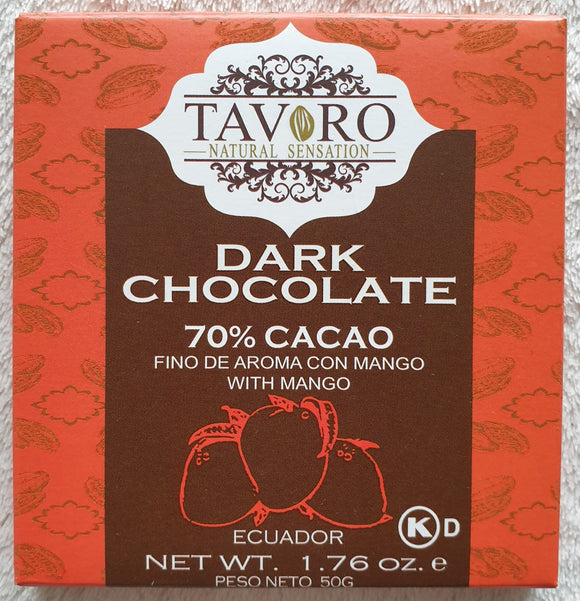 TAVORO
NATURAL SENSATION
DARK
CHOCOLATE
70% CACAO
FINO DE AROMA CON MANGO
WITH MANGO
ECUADOR
K D
NET WT. 1.76 oz. e
PESO NETO 50G